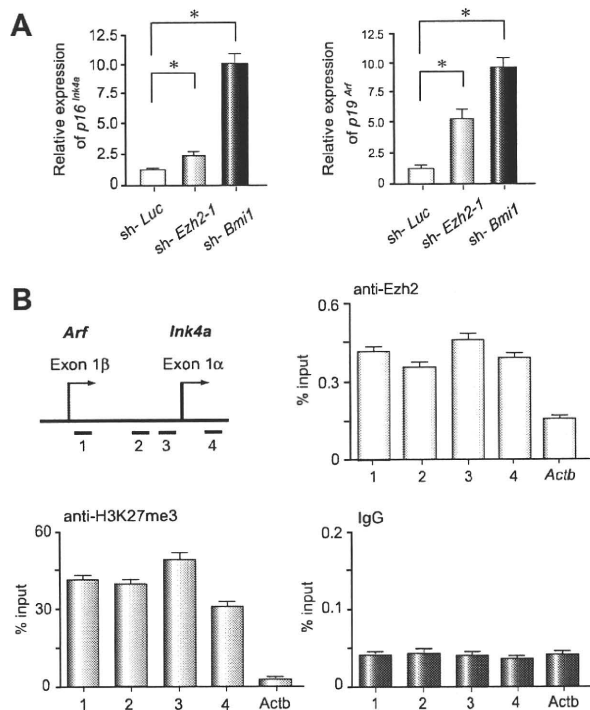 A
Relative expression of p16 Ink4a
12.5
10.0
7.5
5.0
2.5
0
*
*
sh- Luc
sh- Ezh2-1
sh- Bmi1
Relative expression of p19 Arf
12.5
10.0
7.5
5.0
2.5
0
*
*
sh- Luc
sh- Ezh2-1
sh- Bmi1
B
Arf
Ink4a
Exon 1β
Exon 1α
1
2
3
4
anti-Ezh2
% input
0.6
0.3
0
1
2
3
4
Actb
anti-H3K27me3
% input
60
30
0
1
2
3
4
Actb
IgG
% input
0.2
0.1
0
1
2
3
4
Actb